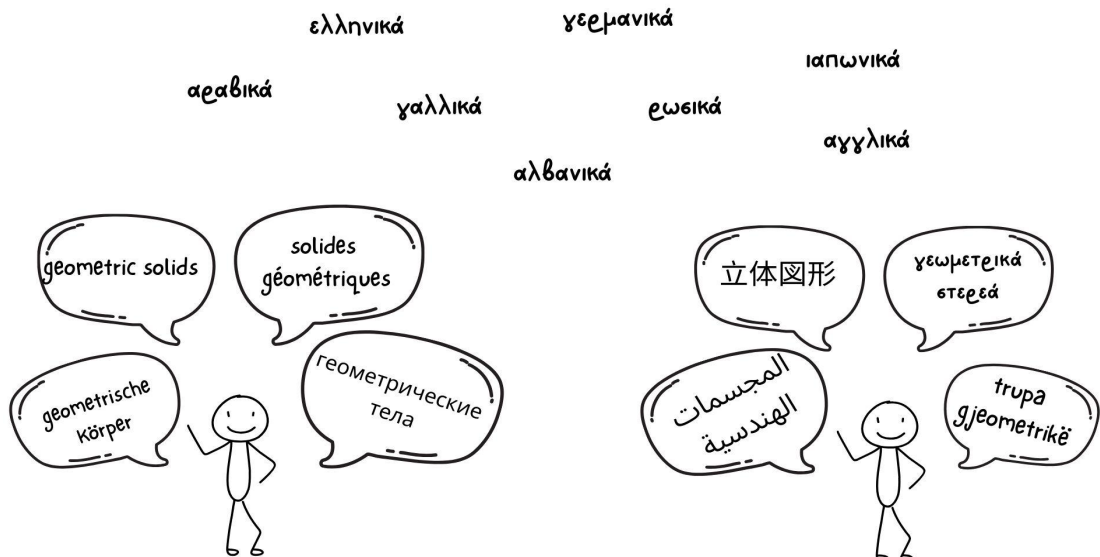 ελληνικά
γερμανικά
ιαπωνικά
αραβικά
γαλλικά
ρωσικά
αγγλικά
αλβανικά
geometric solids
solides
géométriques
geometrische
körper
геометрические
тела
立体図形
γεωμετρικά
στερεά
المجسمات
الهندسية
trupa
gjeometrikë